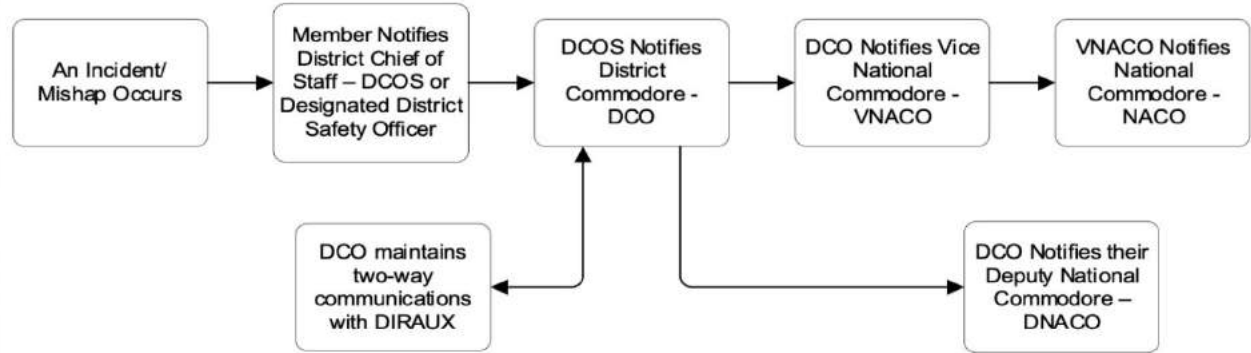 An Incident/
Mishap Occurs
Member Notifies
District Chief of
Staff – DCOS or
Designated District
Safety Officer
DCOS Notifies
District
Commodore -
DCO
DCO Notifies Vice
National
Commodore -
VNACO
VNACO Notifies
National
Commodore -
NACO
DCO maintains
two-way
communications
with DIRAUX
DCO Notifies their
Deputy National
Commodore –
DNACO